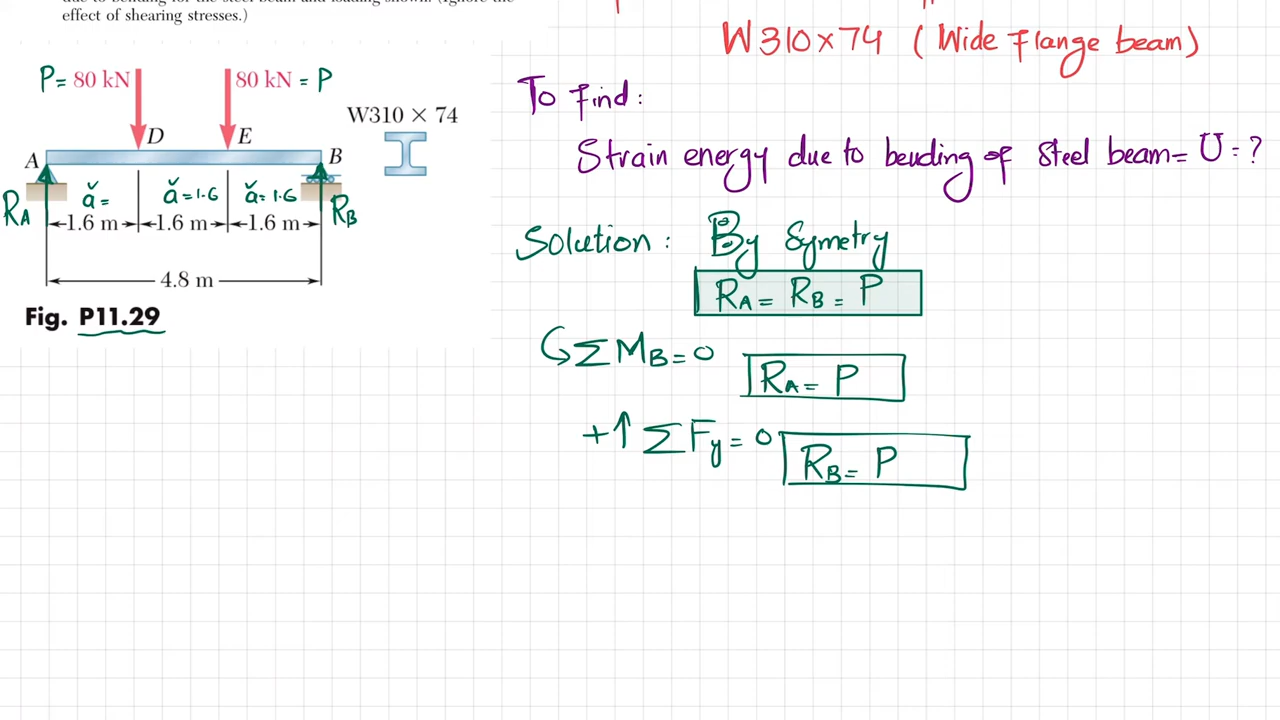 effect of shearing stresses.)
W310×74 (Wide flange beam)
P= 80 kN
80 kN = P
W310 × 74
D
E
A
B
RA
ă=
ă=1.6
ă=1.6
RB
1.6 m
1.6 m
1.6 m
4.8 m
Fig. P11.29
To find:
Strain energy due to bending of steel beam= U=?
Solution: By Symetry
RA= RB= P
ΣMB=0 RA= P
+↑ ΣFy=0 RB= P